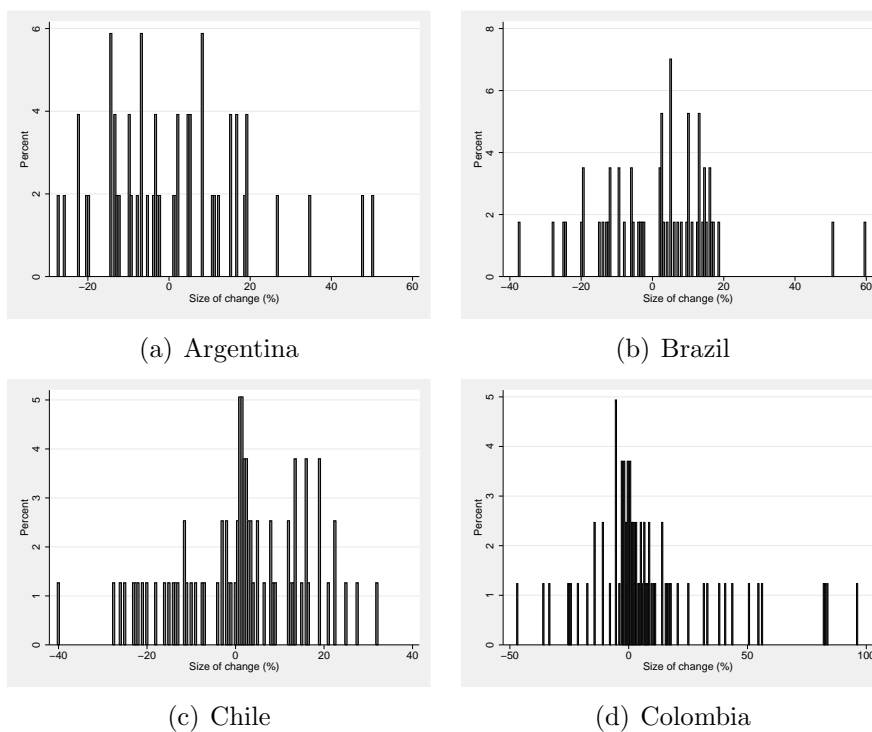 8
6
4
2
0
Percent
−20 0 20 40 60
Size of change (%)
(a) Argentina
8
6
4
2
0
Percent
−40 −20 0 20 40 60
Size of change (%)
(b) Brazil
5
4
3
2
1
0
Percent
−40 −20 0 20 40
Size of change (%)
(c) Chile
5
4
3
2
1
0
Percent
−50 0 50 100
Size of change (%)
(d) Colombia